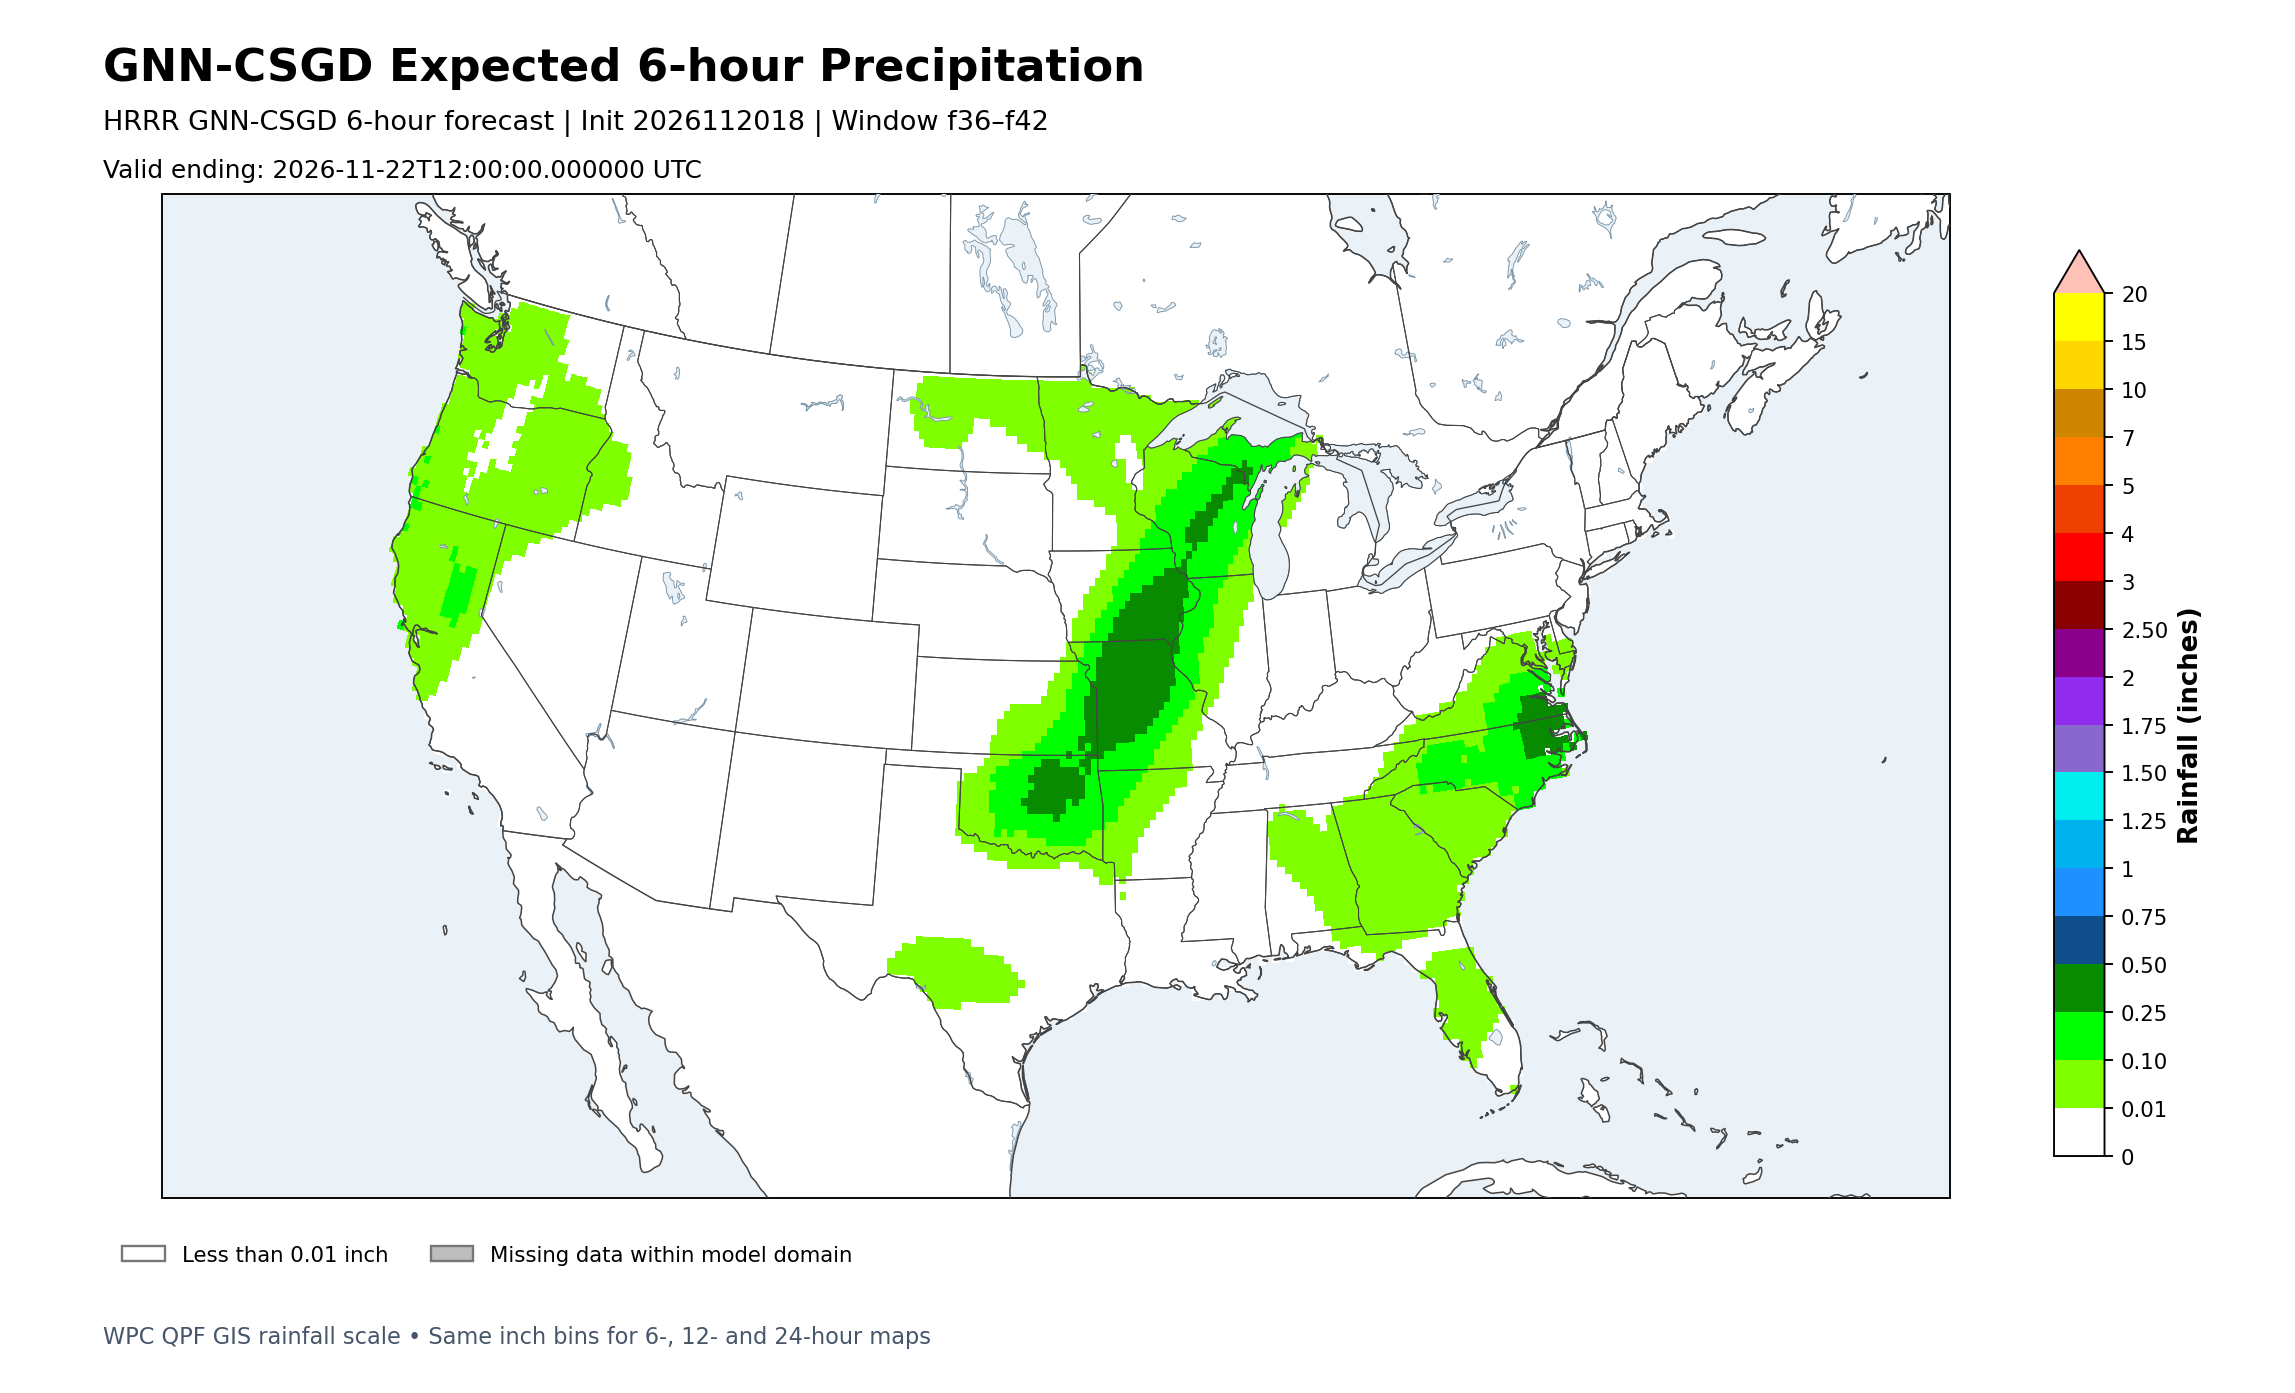 GNN-CSGD Expected 6-hour Precipitation
HRRR GNN-CSGD 6-hour forecast | Init 2026112018 | Window f36–f42
Valid ending: 2026-11-22T12:00:00.000000 UTC
20
15
10
7
5
4
3
2.50
2
1.75
1.50
1.25
1
0.75
0.50
0.25
0.10
0.01
0
Rainfall (inches)
Less than 0.01 inch
Missing data within model domain
WPC QPF GIS rainfall scale • Same inch bins for 6-, 12- and 24-hour maps